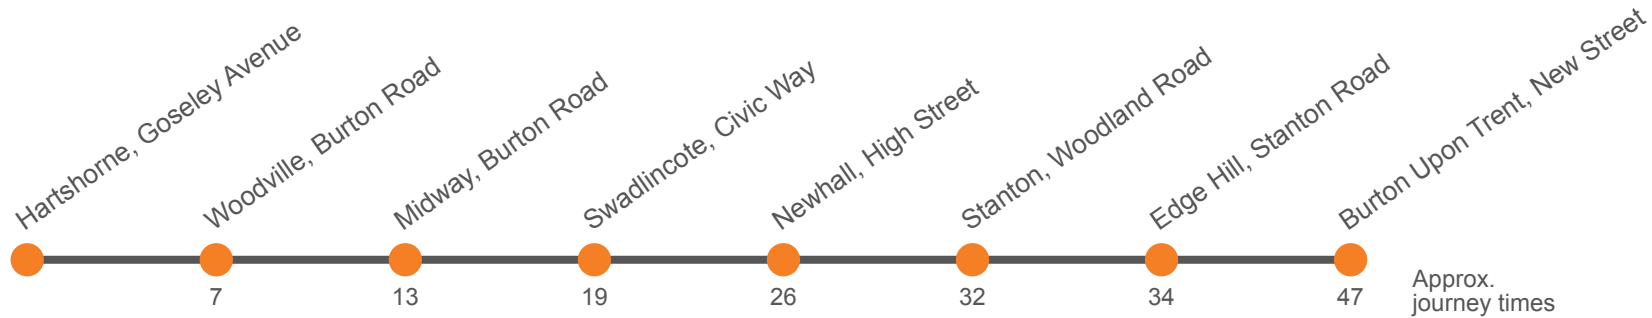 Hartshorne, Goseley Avenue
Woodville, Burton Road
Midway, Burton Road
Swadlincote, Civic Way
Newhall, High Street
Stanton, Woodland Road
Edge Hill, Stanton Road
Burton Upon Trent, New Street
7
13
19
26
32
34
47
Approx.
journey times